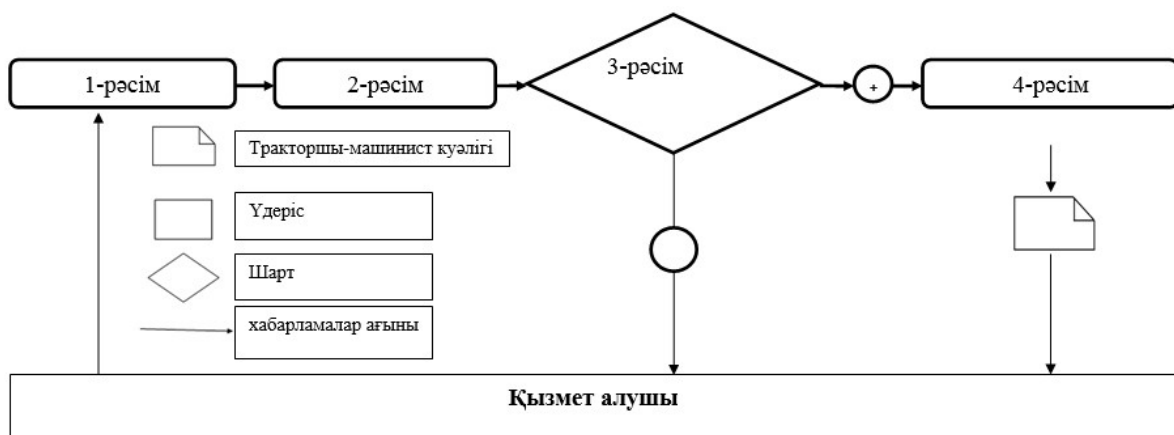 1-рәсім
2-рәсім
3-рәсім
+
4-рәсім
Тракторшы-машинист куәлігі
Үдеріс
Шарт
хабарламалар ағыны
Қызмет алушы